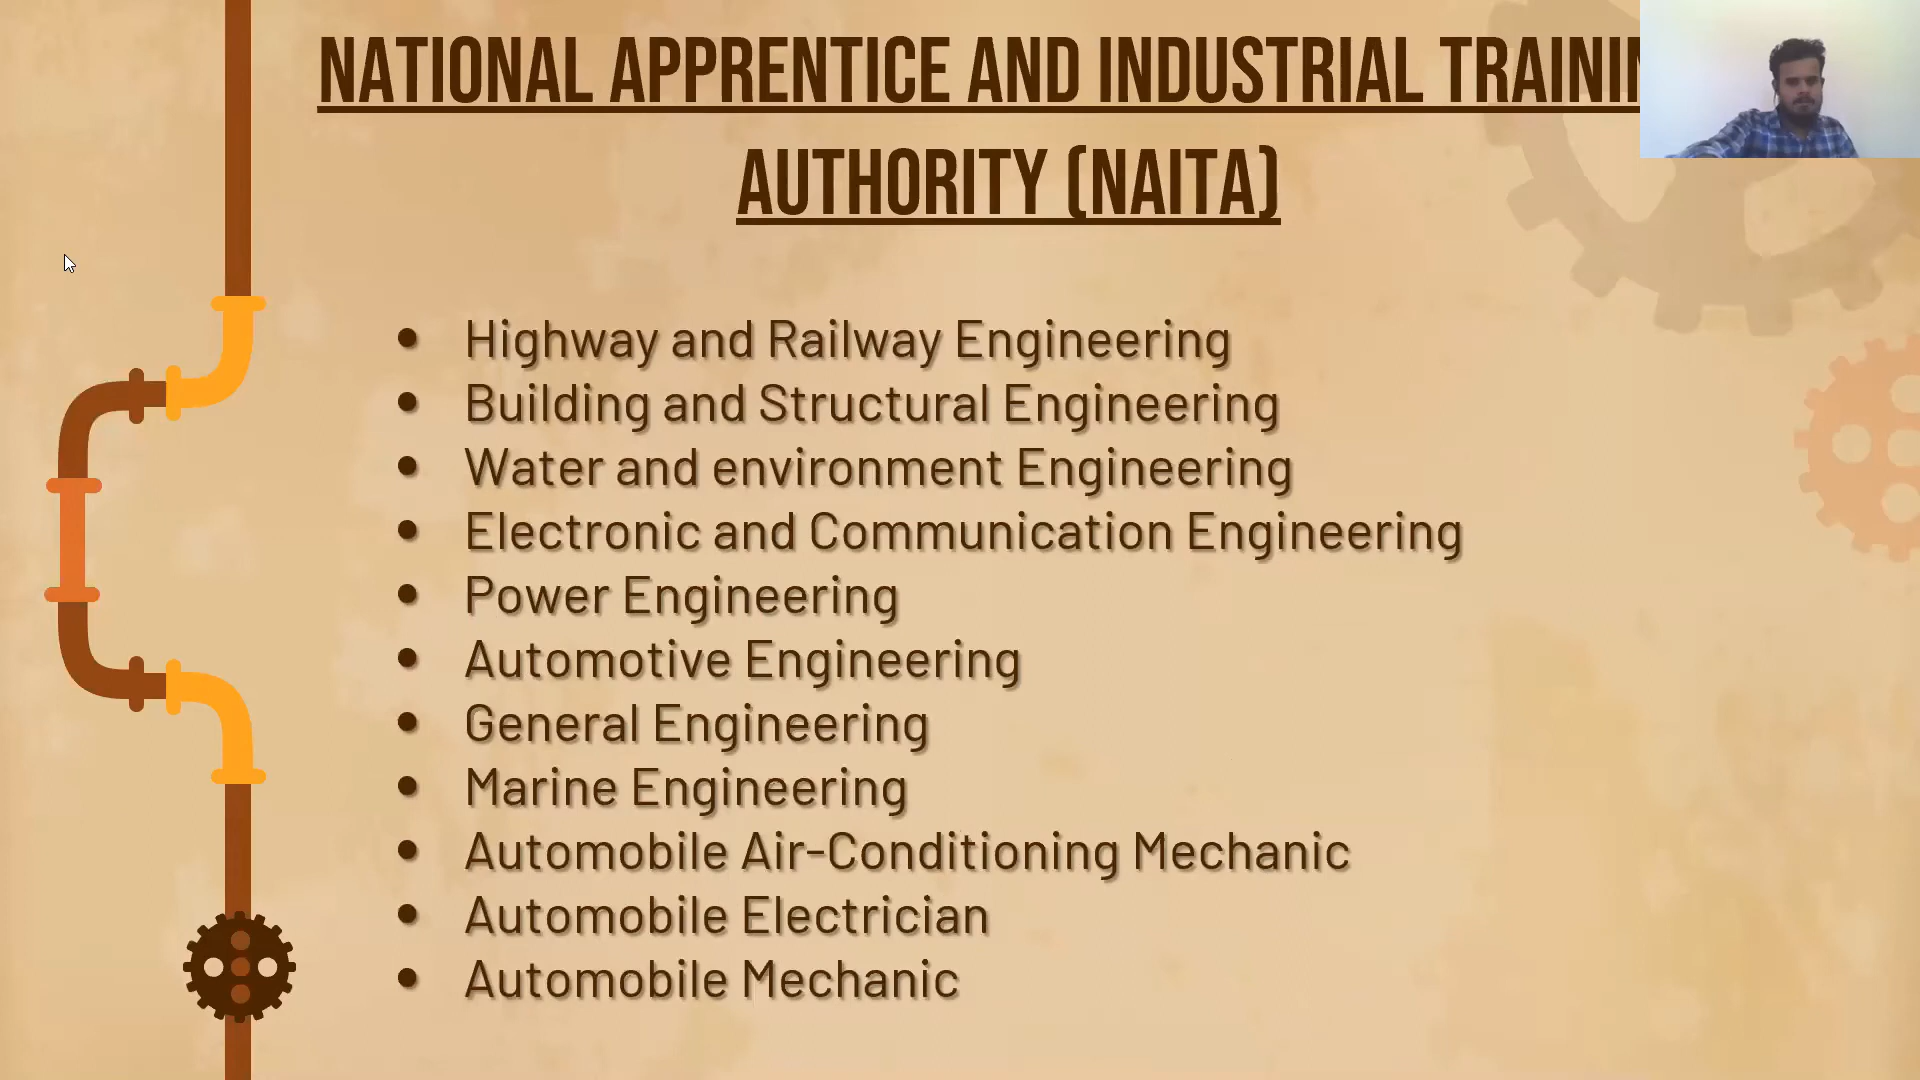 NATIONAL APPRENTICE AND INDUSTRIAL TRAININ
AUTHORITY (NAITA)
• Highway and Railway Engineering
• Building and Structural Engineering
• Water and environment Engineering
• Electronic and Communication Engineering
• Power Engineering
• Automotive Engineering
• General Engineering
• Marine Engineering
• Automobile Air-Conditioning Mechanic
• Automobile Electrician
• Automobile Mechanic